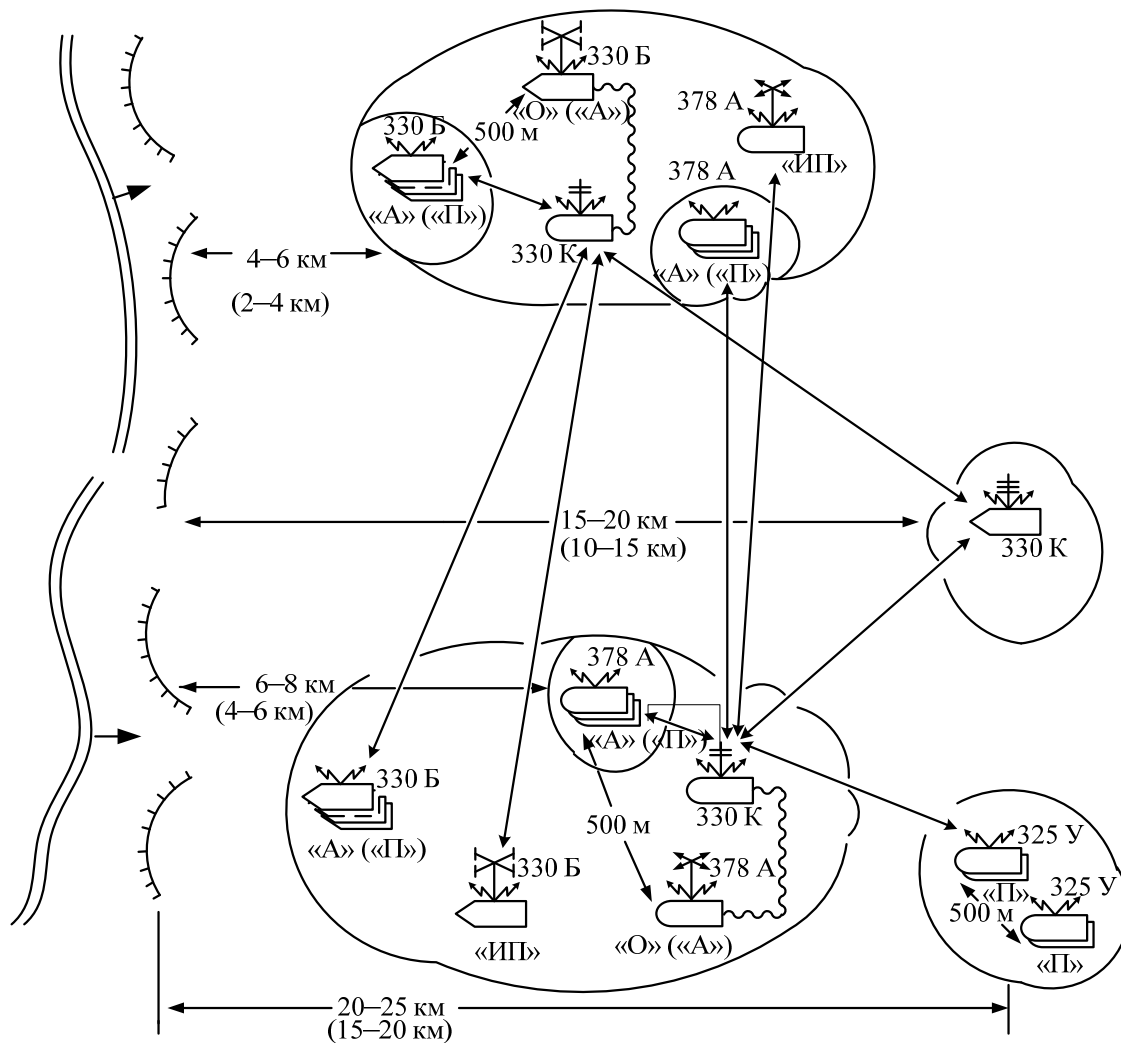 330 Б
«О» («А»)
378 А
«ИП»
330 Б
500 м
«А» («П»)
378 А
«А» («П»)
330 К
4–6 км
(2–4 км)
15–20 км
(10–15 км)
330 К
6–8 км
(4–6 км)
378 А
«А» («П»)
330 К
330 Б
«А» («П»)
500 м
330 Б
«ИП»
378 А
«О» («А»)
325 У
«П»
325 У
500 м
«П»
20–25 км
(15–20 км)